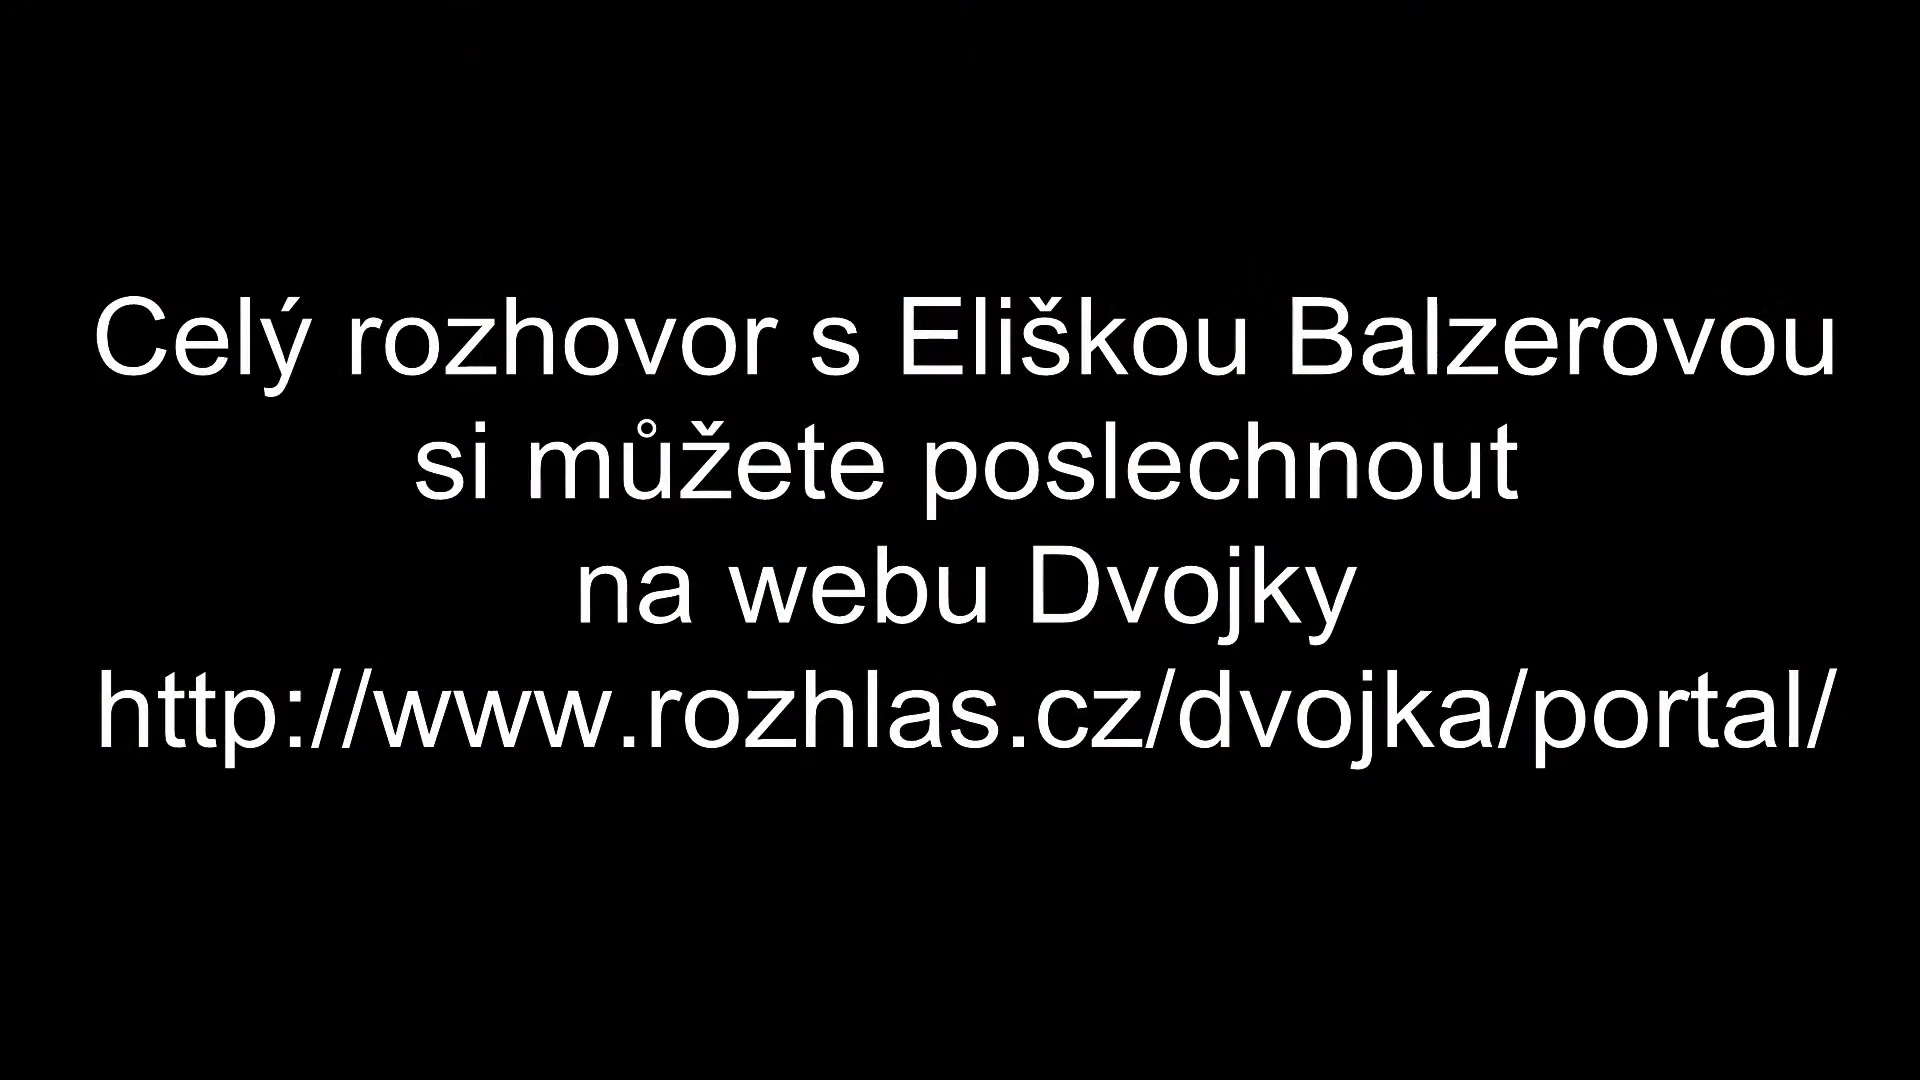 Celý rozhovor s Eliškou Balzerovou
si můžete poslechnout
na webu Dvojky
http://www.rozhlas.cz/dvojka/portal/